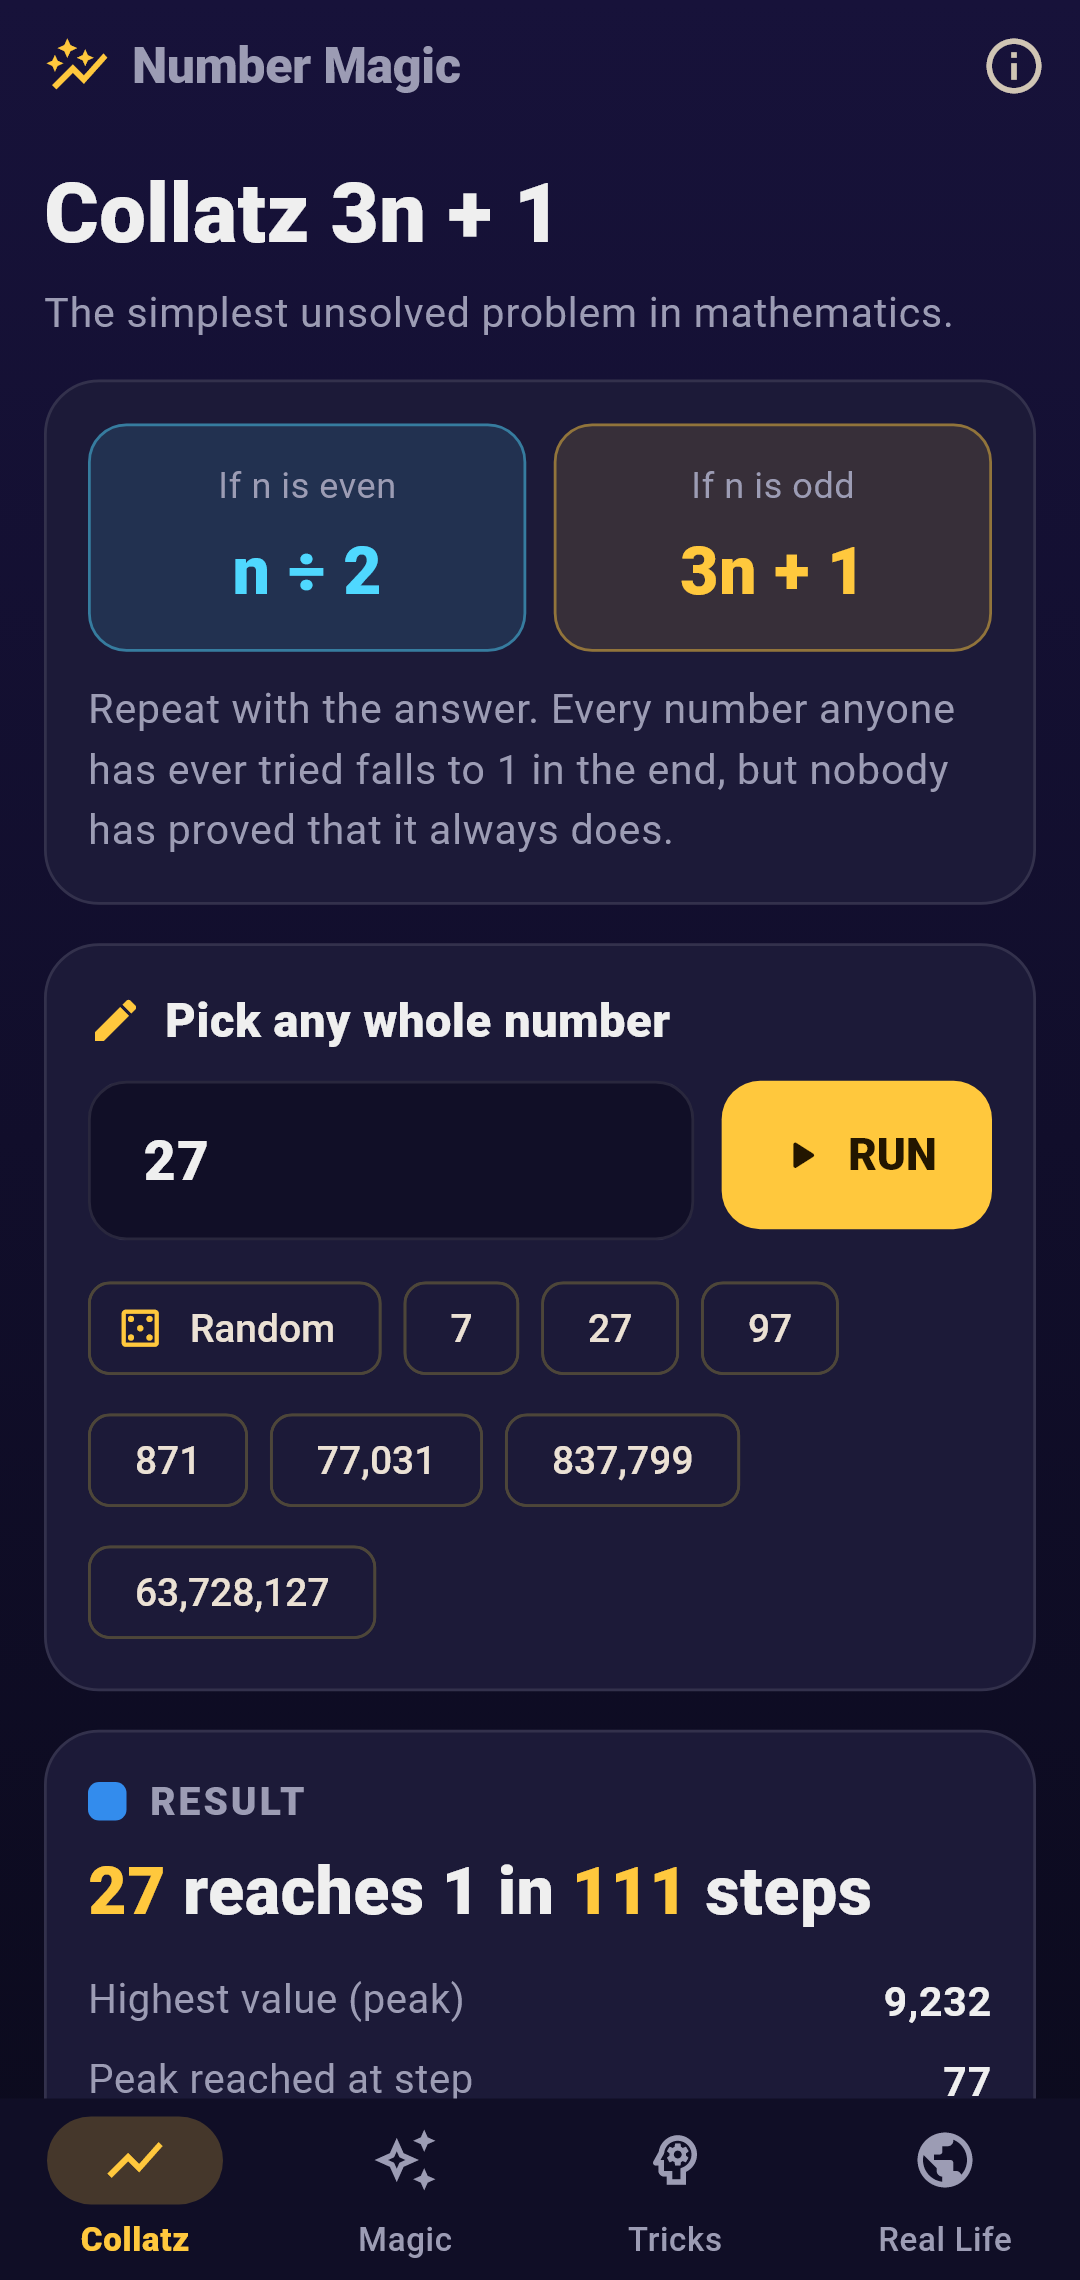 Number Magic
Collatz 3n + 1
The simplest unsolved problem in mathematics.
If n is even
n ÷ 2
If n is odd
3n + 1
Repeat with the answer. Every number anyone
has ever tried falls to 1 in the end, but nobody
has proved that it always does.
Pick any whole number
27
RUN
Random
7
27
97
871
77,031
837,799
63,728,127
RESULT
27 reaches 1 in 111 steps
Highest value (peak)
9,232
Peak reached at step
77
Collatz
Magic
Tricks
Real Life